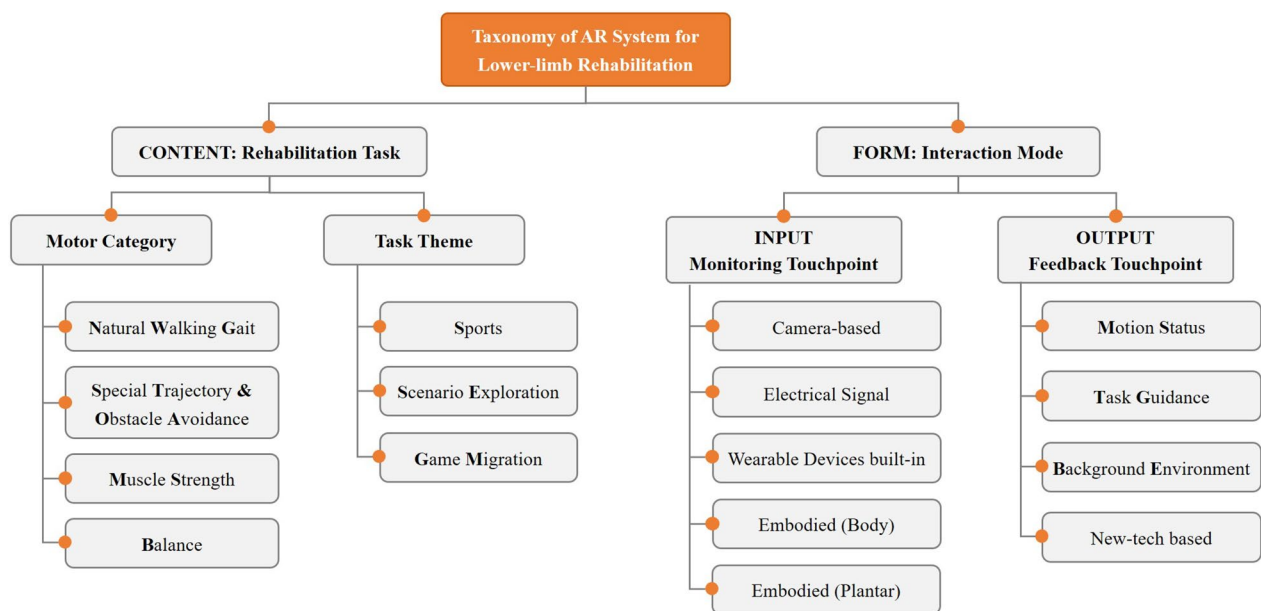 Taxonomy of AR System for
Lower-limb Rehabilitation
CONTENT: Rehabilitation Task
FORM: Interaction Mode
Motor Category
Task Theme
INPUT
Monitoring Touchpoint
OUTPUT
Feedback Touchpoint
Natural Walking Gait
Special Trajectory &
Obstacle Avoidance
Muscle Strength
Balance
Sports
Scenario Exploration
Game Migration
Camera-based
Electrical Signal
Wearable Devices built-in
Embodied (Body)
Embodied (Plantar)
Motion Status
Task Guidance
Background Environment
New-tech based